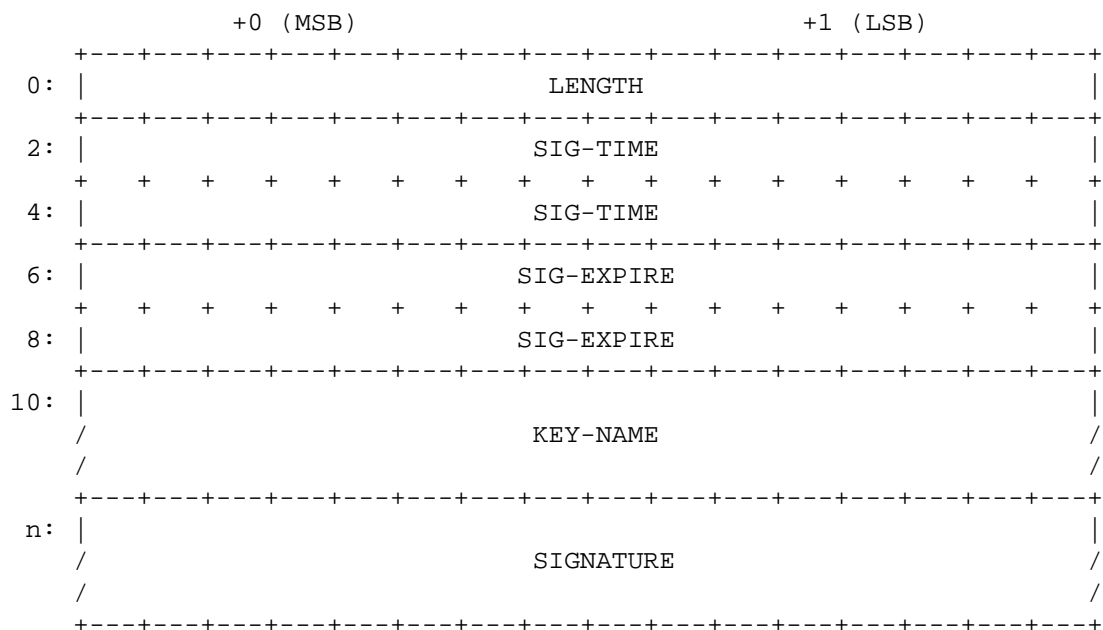 +0 (MSB) +1 (LSB)
+---+---+---+---+---+---+---+---+---+---+---+---+---+---+---+---+
0: | LENGTH |
+---+---+---+---+---+---+---+---+---+---+---+---+---+---+---+---+
2: | SIG-TIME |
+ + + + + + + + + + + + + + + + +
4: | SIG-TIME |
+---+---+---+---+---+---+---+---+---+---+---+---+---+---+---+---+
6: | SIG-EXPIRE |
+ + + + + + + + + + + + + + + + +
8: | SIG-EXPIRE |
+---+---+---+---+---+---+---+---+---+---+---+---+---+---+---+---+
10: | |
/ KEY-NAME /
/ /
+---+---+---+---+---+---+---+---+---+---+---+---+---+---+---+---+
n: | |
/ SIGNATURE /
/ /
+---+---+---+---+---+---+---+---+---+---+---+---+---+---+---+---+